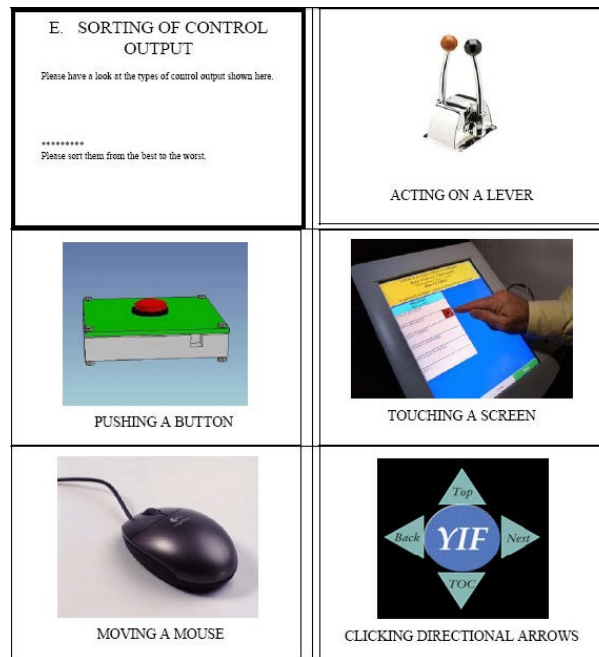 E. SORTING OF CONTROL
OUTPUT
Please have a look at the types of control output shown here.
*********
Please sort them from the best to the worst.
ACTING ON A LEVER
PUSHING A BUTTON
TOUCHING A SCREEN
MOVING A MOUSE
Top
Back
YIF
Next
TOC
CLICKING DIRECTIONAL ARROWS